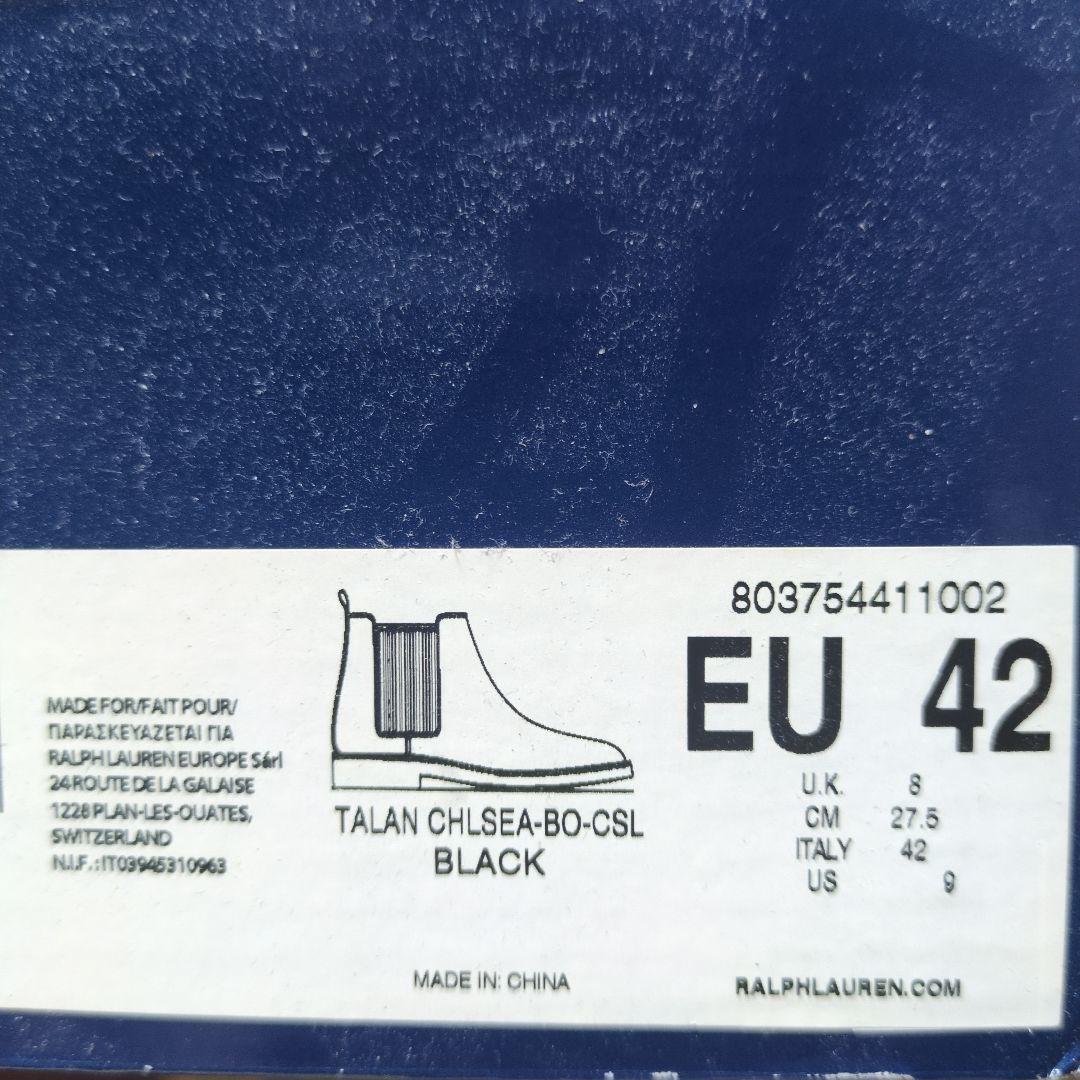 MADE FOR/FAIT POUR/
ΠΑΡΑΣΚΕΥΑΖΕΤΑΙ ΓΙΑ
RALPH LAUREN EUROPE Sárl
24 ROUTE DE LA GALAISE
1228 PLAN-LES-OUATES,
SWITZERLAND
N.I.F.:IT03945310963
TALAN CHLSEA-BO-CSL
BLACK
MADE IN: CHINA
803754411002
EU 42
U.K. 8
CM 27.5
ITALY 42
US 9
RALPHLAUREN.COM